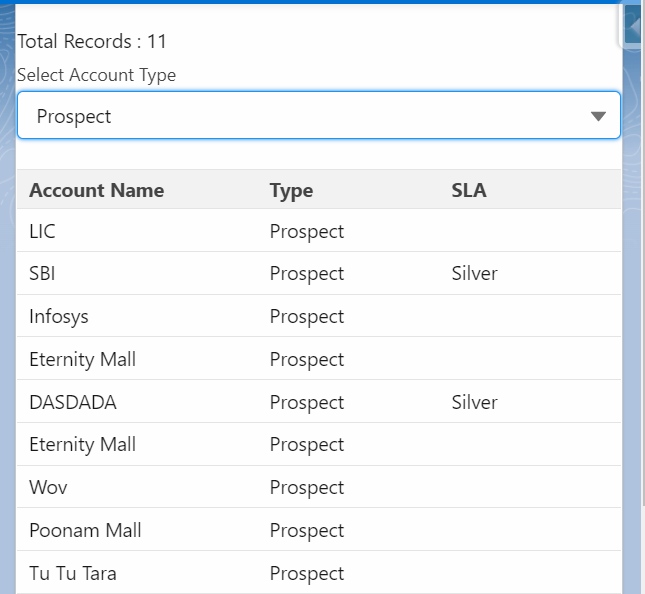 Total Records : 11
Select Account Type
Prospect
Account Name Type SLA
LIC Prospect
SBI Prospect Silver
Infosys Prospect
Eternity Mall Prospect
DASDADA Prospect Silver
Eternity Mall Prospect
Wov Prospect
Poonam Mall Prospect
Tu Tu Tara Prospect